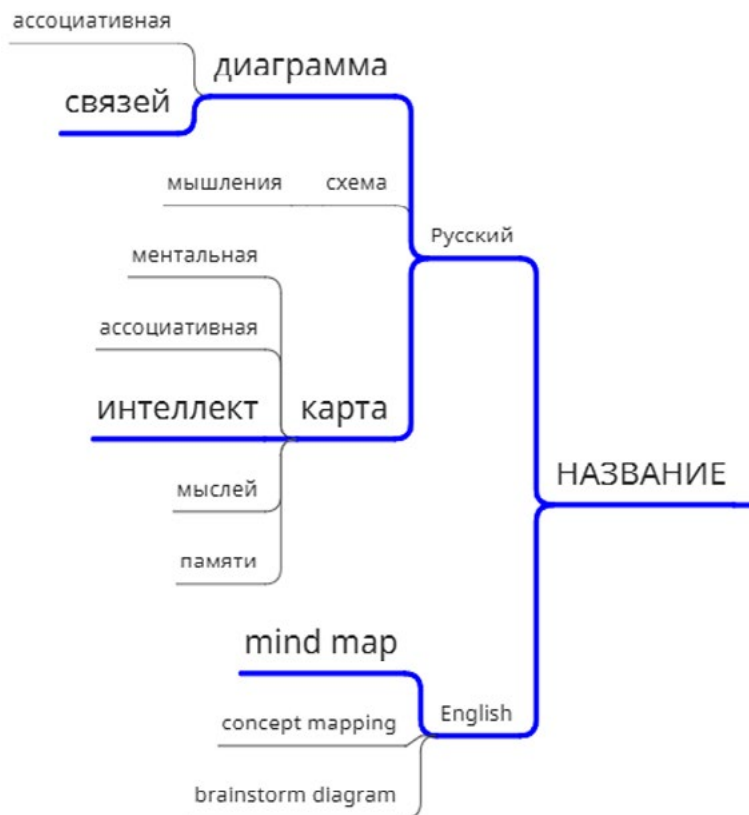 ассоциативная
диаграмма
связей
мышления схема
Русский
ментальная
ассоциативная
интеллект карта
НАЗВАНИЕ
мыслей
памяти
mind map
English
concept mapping
brainstorm diagram